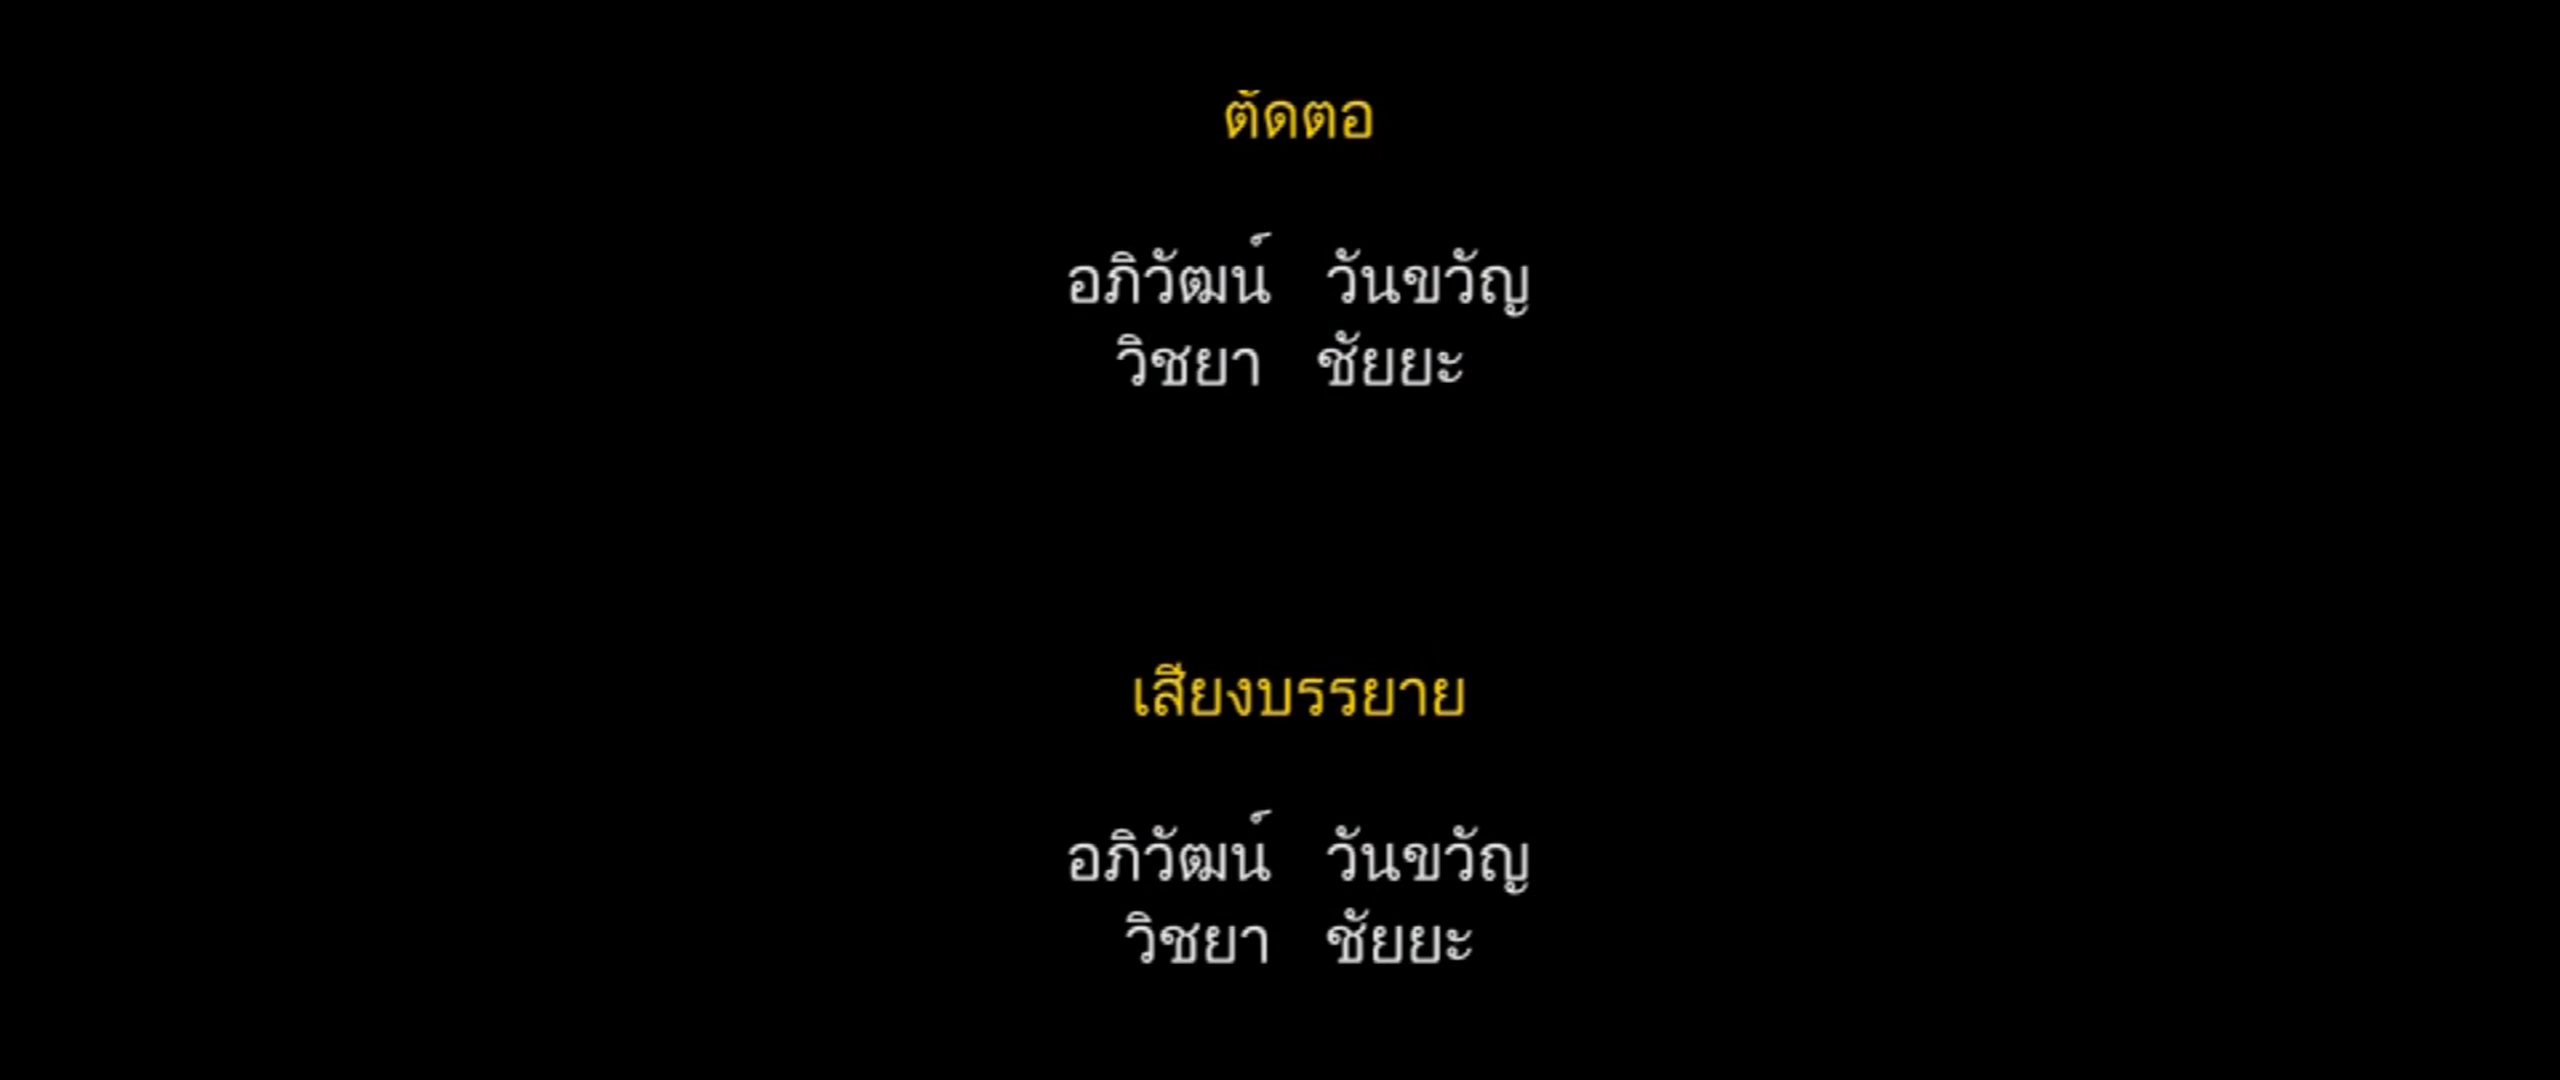 ตัดตอ
อภิวัฒน์ วันขวัญ
วิชยา ชัยยะ
เสียงบรรยาย
อภิวัฒน์ วันขวัญ
วิชยา ชัยยะ